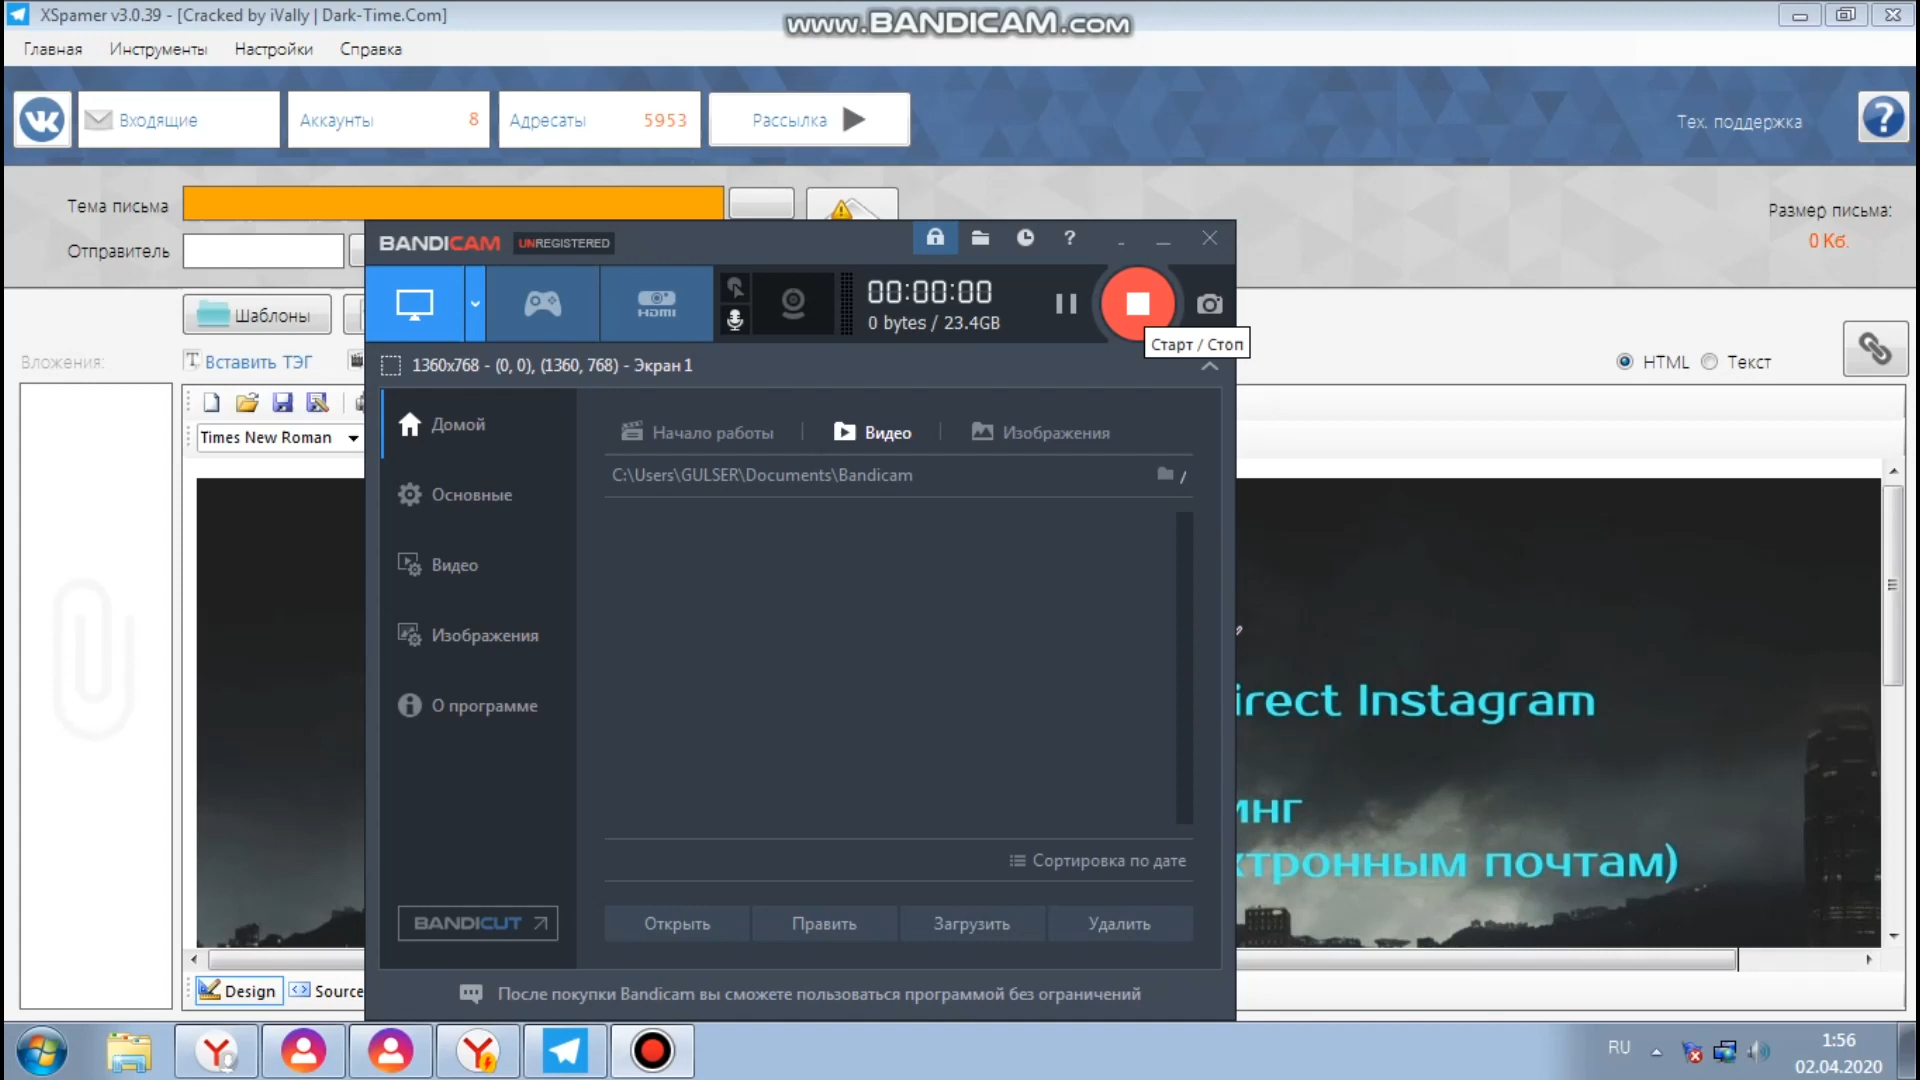 XSpamer v3.0.39 - [Cracked by iVally | Dark-Time.Com]
www.BANDICAM.com
Главная Инструменты Настройки Справка
Входящие
Аккаунты 8
Адресаты 5953
Рассылка
Тех. поддержка
Тема письма
Размер письма:
0 Кб.
Отправитель
BANDICAM UNREGISTERED
HDMI
00:00:00
0 bytes / 23.4GB
Старт / Стоп
Шаблоны
Вложения:
Вставить ТЭГ
HTML Текст
1360x768 - (0, 0), (1360, 768) - Экран 1
Times New Roman
Домой
Основные
Видео
Изображения
О программе
Начало работы Видео Изображения
C:\Users\GULSER\Documents\Bandicam
Сортировка по дате
BANDICUT
Открыть Править Загрузить Удалить
irect Instagram
инг
ктронным почтам)
Design Source
После покупки Bandicam вы сможете пользоваться программой без ограничений
RU
1:56
02.04.2020